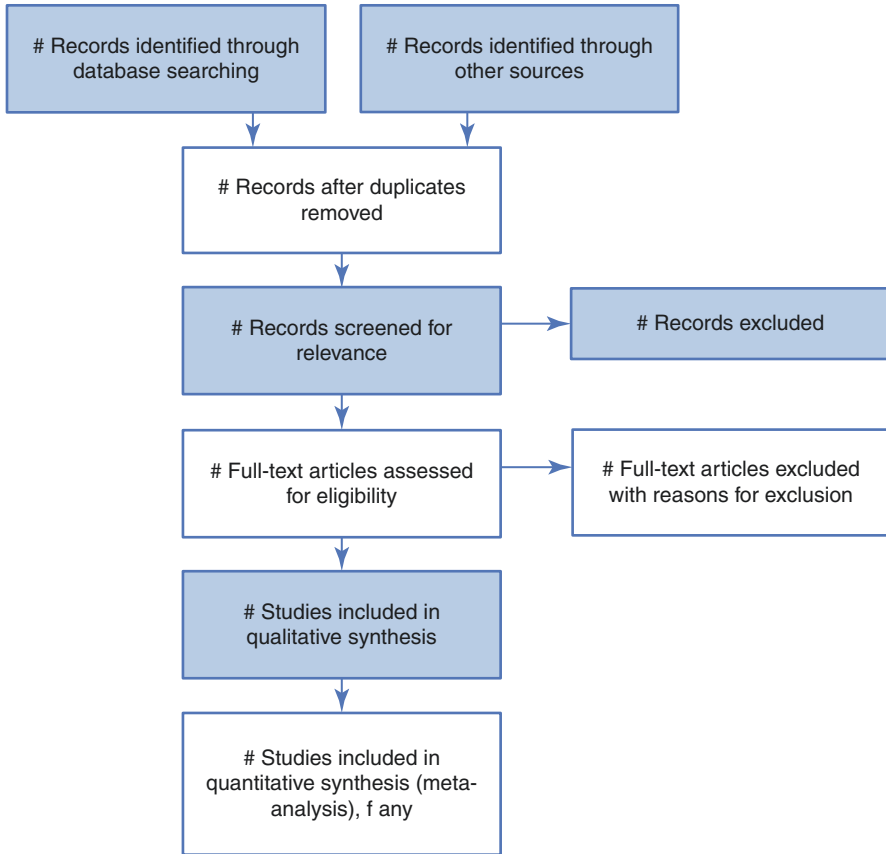 # Records identified through
database searching
# Records identified through
other sources
# Records after duplicates
removed
# Records screened for
relevance
# Records excluded
# Full-text articles assessed
for eligibility
# Full-text articles excluded
with reasons for exclusion
# Studies included in
qualitative synthesis
# Studies included in
quantitative synthesis (meta-
analysis), f any